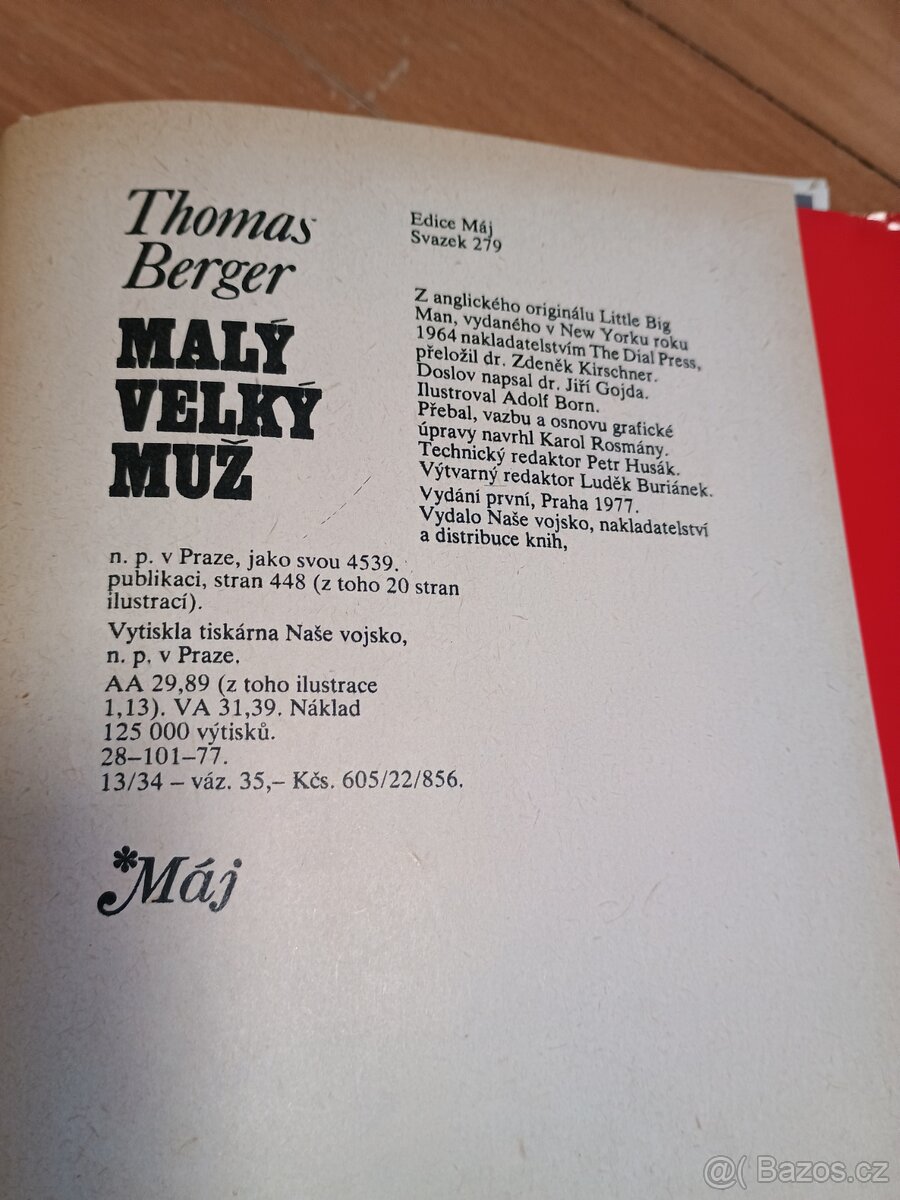 Thomas
Berger
MALÝ
VELKÝ
MUŽ
Edice Máj
Svazek 279
Z anglického originálu Little Big
Man, vydaného v New Yorku roku
1964 nakladatelstvím The Dial Press,
přeložil dr. Zdeněk Kirschner.
Doslov napsal dr. Jiří Gojda.
Ilustroval Adolf Born.
Přebal, vazbu a osnovu grafické
úpravy navrhl Karol Rosmány.
Technický redaktor Petr Husák.
Výtvarný redaktor Luděk Buriánek.
Vydání první, Praha 1977.
Vydalo Naše vojsko, nakladatelství
a distribuce knih,
n. p. v Praze, jako svou 4539.
publikaci, stran 448 (z toho 20 stran
ilustrací).
Vytiskla tiskárna Naše vojsko,
n. p. v Praze.
AA 29,89 (z toho ilustrace
1,13). VA 31,39. Náklad
125 000 výtisků.
28–101–77.
13/34 – váz. 35,– Kčs. 605/22/856.
*Máj
@( Bazos.cz